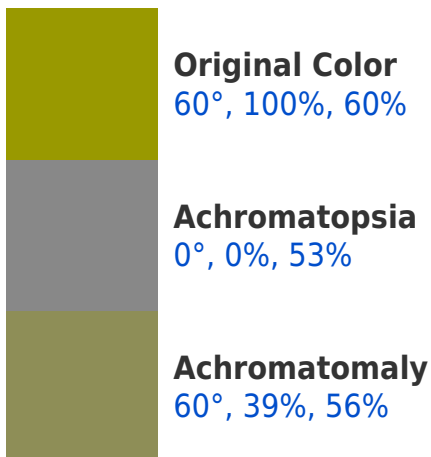 Original Color
60°, 100%, 60%
Achromatopsia
0°, 0%, 53%
Achromatomaly
60°, 39%, 56%